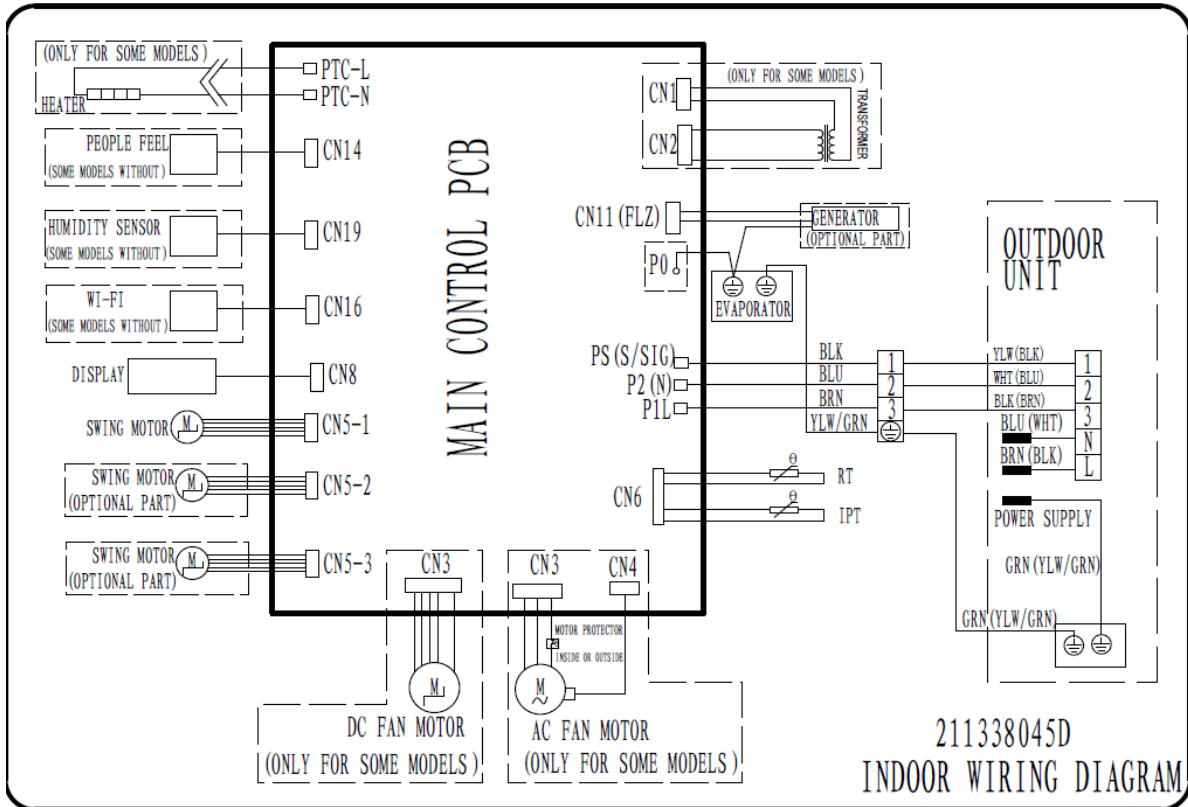 (ONLY FOR SOME MODELS)
HEATER
PTC-L
PTC-N
PEOPLE FEEL
(SOME MODELS WITHOUT)
CN14
HUMIDITY SENSOR
(SOME MODELS WITHOUT)
CN19
WI-FI
(SOME MODELS WITHOUT)
CN16
DISPLAY
CN8
SWING MOTOR
M
CN5-1
SWING MOTOR
(OPTIONAL PART)
M
CN5-2
SWING MOTOR
(OPTIONAL PART)
M
CN5-3
MAIN CONTROL PCB
(ONLY FOR SOME MODELS)
CN1
CN2
TRANSFORMER
CN11(FLZ)
GENERATOR
(OPTIONAL PART)
P0
EVAPORATOR
PS(S/SIG)
P2(N)
P1L
BLK
BLU
BRN
YLW/GRN
1
2
3
YLW(BLK)
WHT(BLU)
BLK(BRN)
BLU(WHT)
BRN(BLK)
OUTDOOR
UNIT
1
2
3
N
L
POWER SUPPLY
GRN(YLW/GRN)
GRN(YLW/GRN)
CN6
θ
RT
θ
IPT
CN3
M
DC FAN MOTOR
(ONLY FOR SOME MODELS)
CN3
CN4
MOTOR PROTECTOR
INSIDE OR OUTSIDE
M
~
AC FAN MOTOR
(ONLY FOR SOME MODELS)
211338045D
INDOOR WIRING DIAGRAM